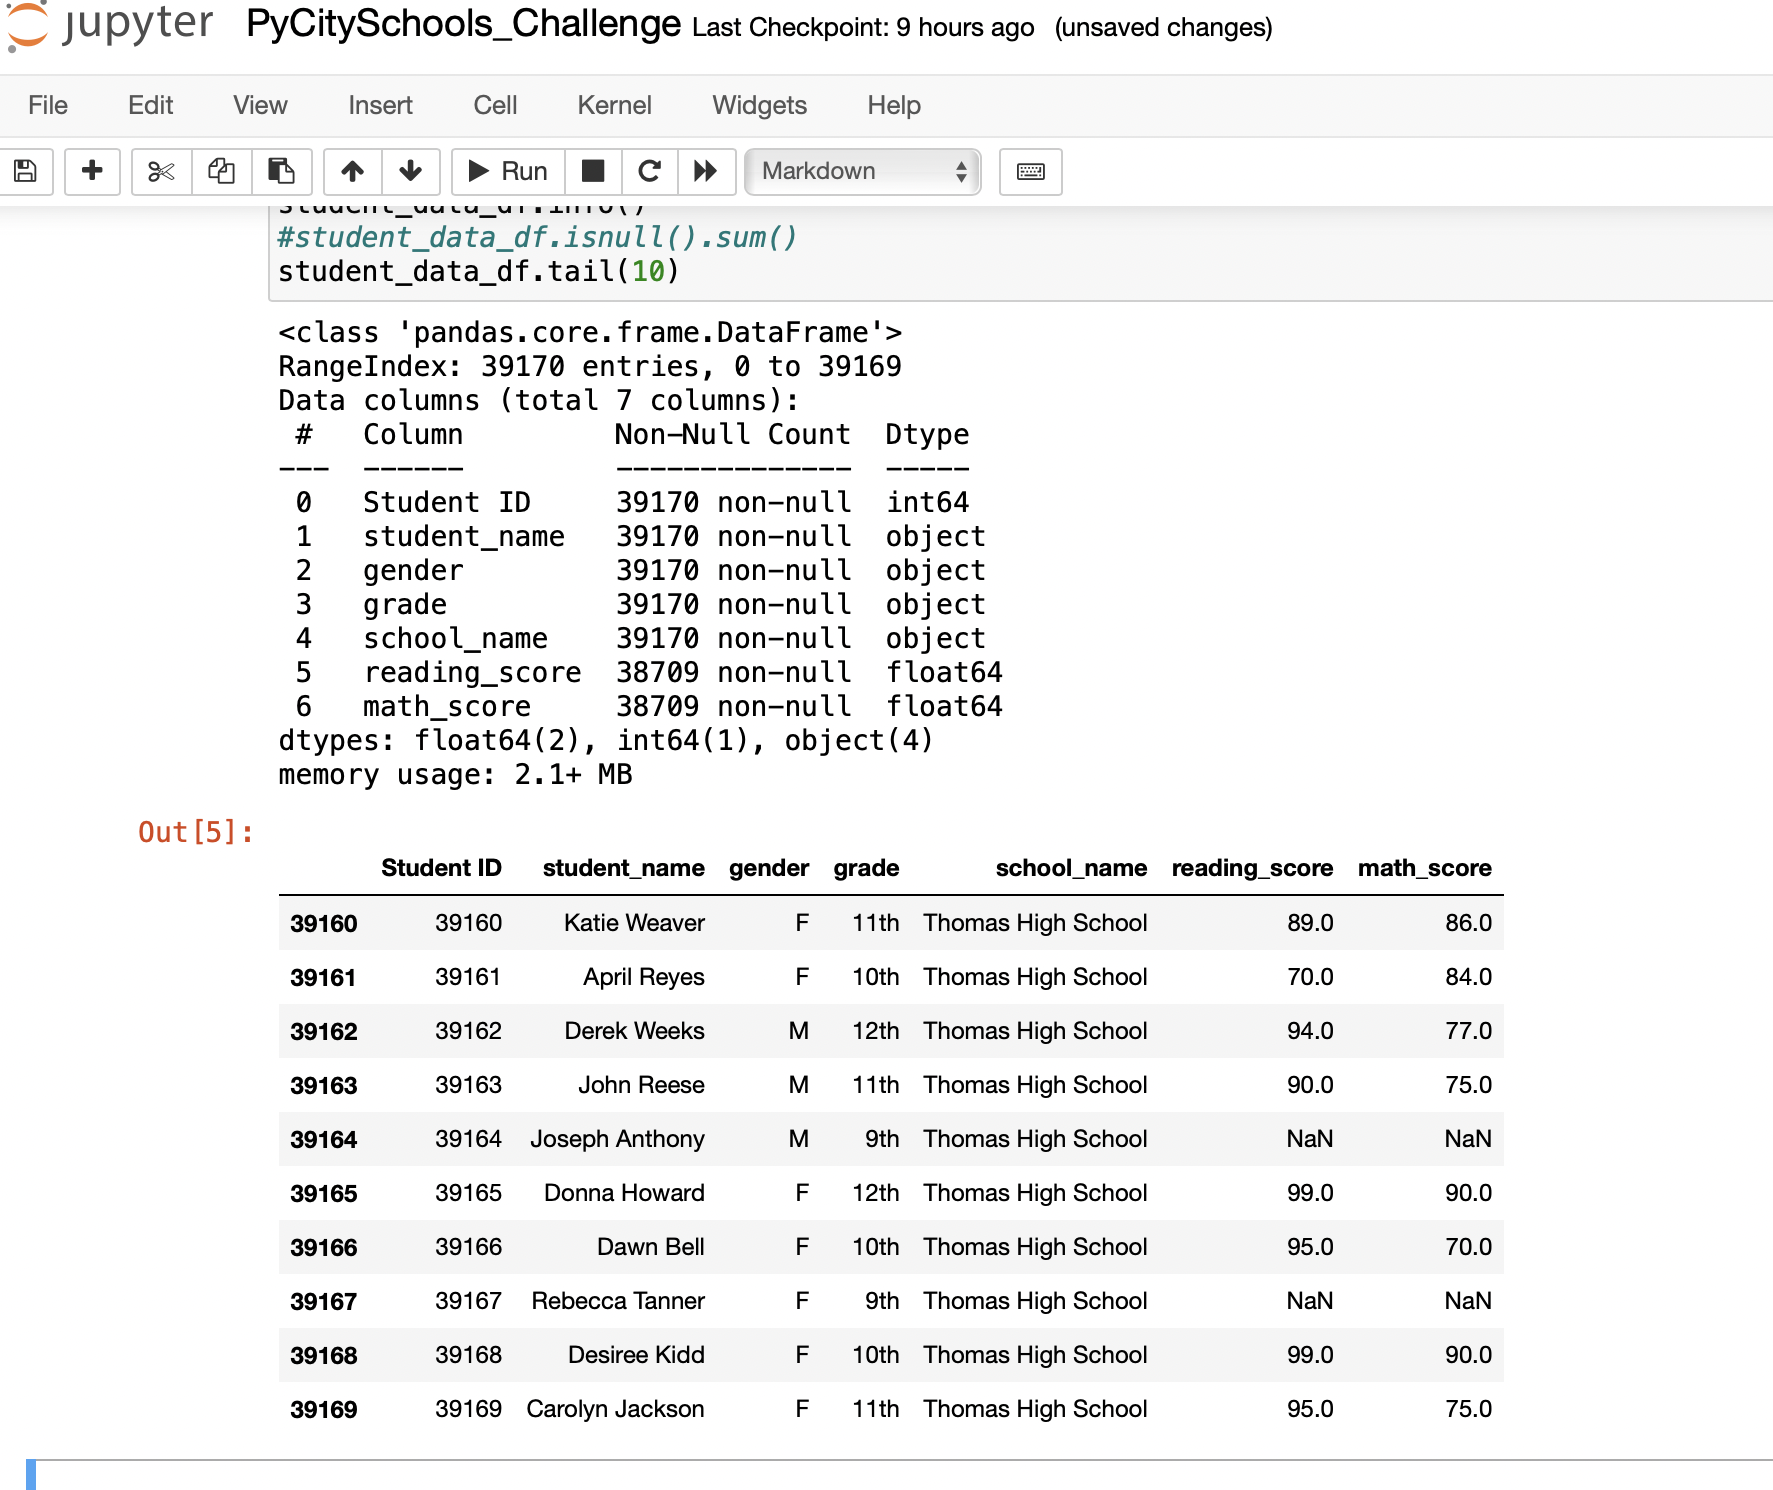 jupyter PyCitySchools_Challenge Last Checkpoint: 9 hours ago (unsaved changes)
File Edit View Insert Cell Kernel Widgets Help
Run Markdown
student_data_df.info()
#student_data_df.isnull().sum()
student_data_df.tail(10)
<class 'pandas.core.frame.DataFrame'>
RangeIndex: 39170 entries, 0 to 39169
Data columns (total 7 columns):
# Column Non-Null Count Dtype
--- ------ -------------- -----
0 Student ID 39170 non-null int64
1 student_name 39170 non-null object
2 gender 39170 non-null object
3 grade 39170 non-null object
4 school_name 39170 non-null object
5 reading_score 38709 non-null float64
6 math_score 38709 non-null float64
dtypes: float64(2), int64(1), object(4)
memory usage: 2.1+ MB
Out[5]:
Student ID student_name gender grade school_name reading_score math_score
39160 39160 Katie Weaver F 11th Thomas High School 89.0 86.0
39161 39161 April Reyes F 10th Thomas High School 70.0 84.0
39162 39162 Derek Weeks M 12th Thomas High School 94.0 77.0
39163 39163 John Reese M 11th Thomas High School 90.0 75.0
39164 39164 Joseph Anthony M 9th Thomas High School NaN NaN
39165 39165 Donna Howard F 12th Thomas High School 99.0 90.0
39166 39166 Dawn Bell F 10th Thomas High School 95.0 70.0
39167 39167 Rebecca Tanner F 9th Thomas High School NaN NaN
39168 39168 Desiree Kidd F 10th Thomas High School 99.0 90.0
39169 39169 Carolyn Jackson F 11th Thomas High School 95.0 75.0